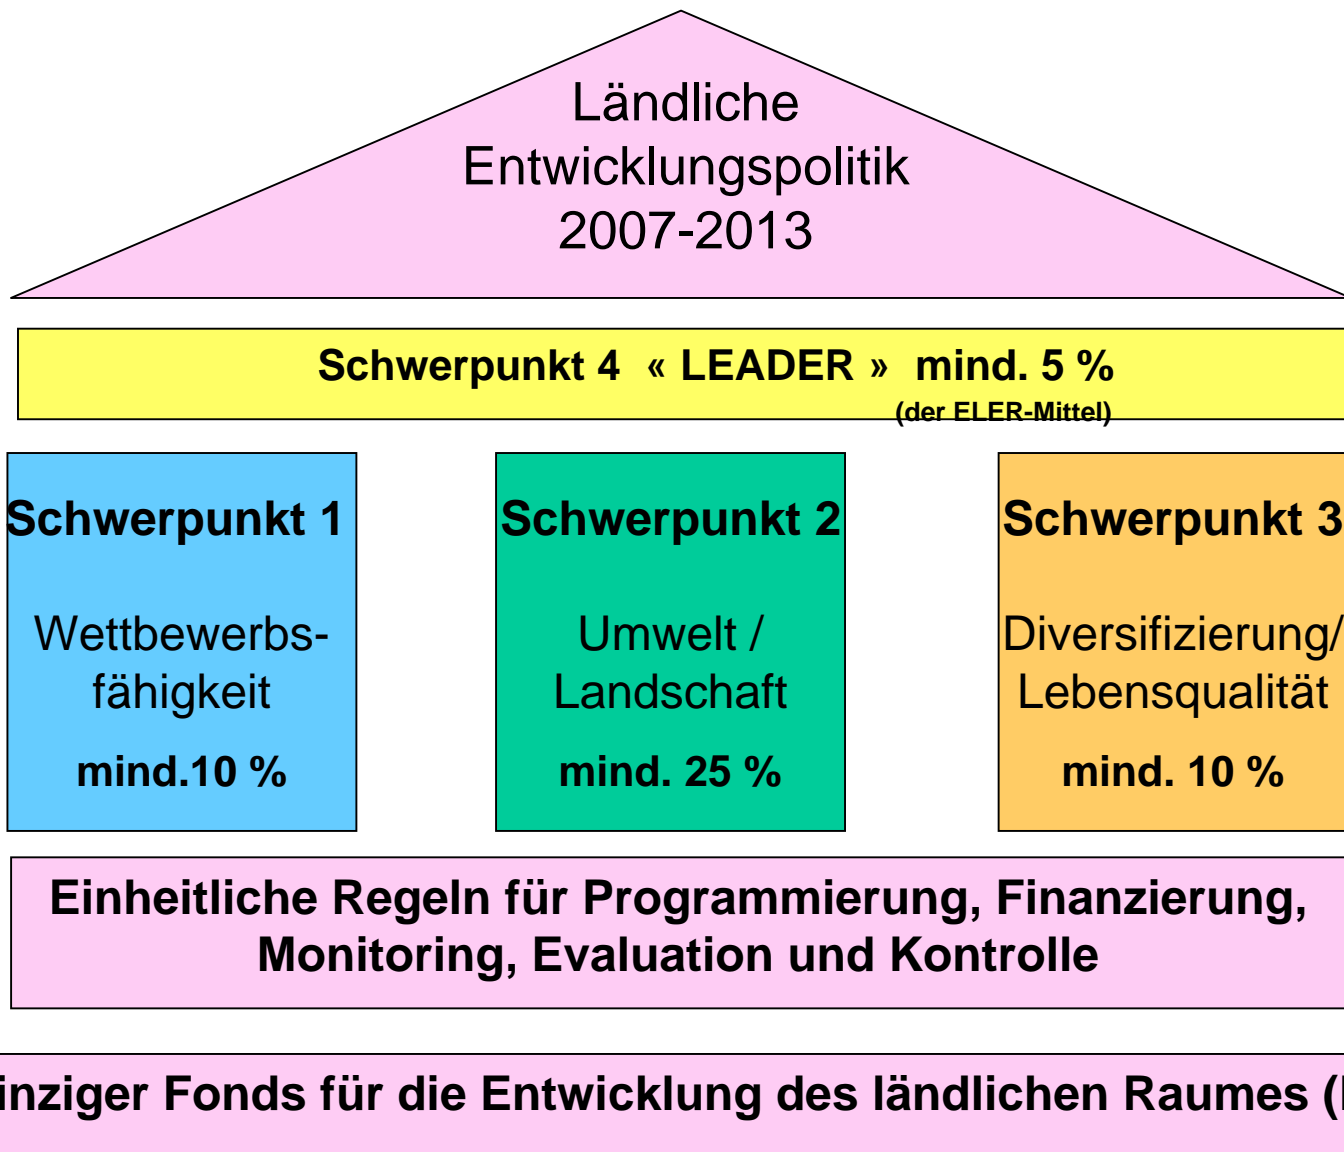 Ländliche
Entwicklungspolitik
2007-2013
Schwerpunkt 4 « LEADER » mind. 5 %
(der ELER-Mittel)
Schwerpunkt 1
Wettbewerbs-
fähigkeit
mind.10 %
Schwerpunkt 2
Umwelt /
Landschaft
mind. 25 %
Schwerpunkt 3
Diversifizierung/
Lebensqualität
mind. 10 %
Einheitliche Regeln für Programmierung, Finanzierung,
Monitoring, Evaluation und Kontrolle
inziger Fonds für die Entwicklung des ländlichen Raumes (